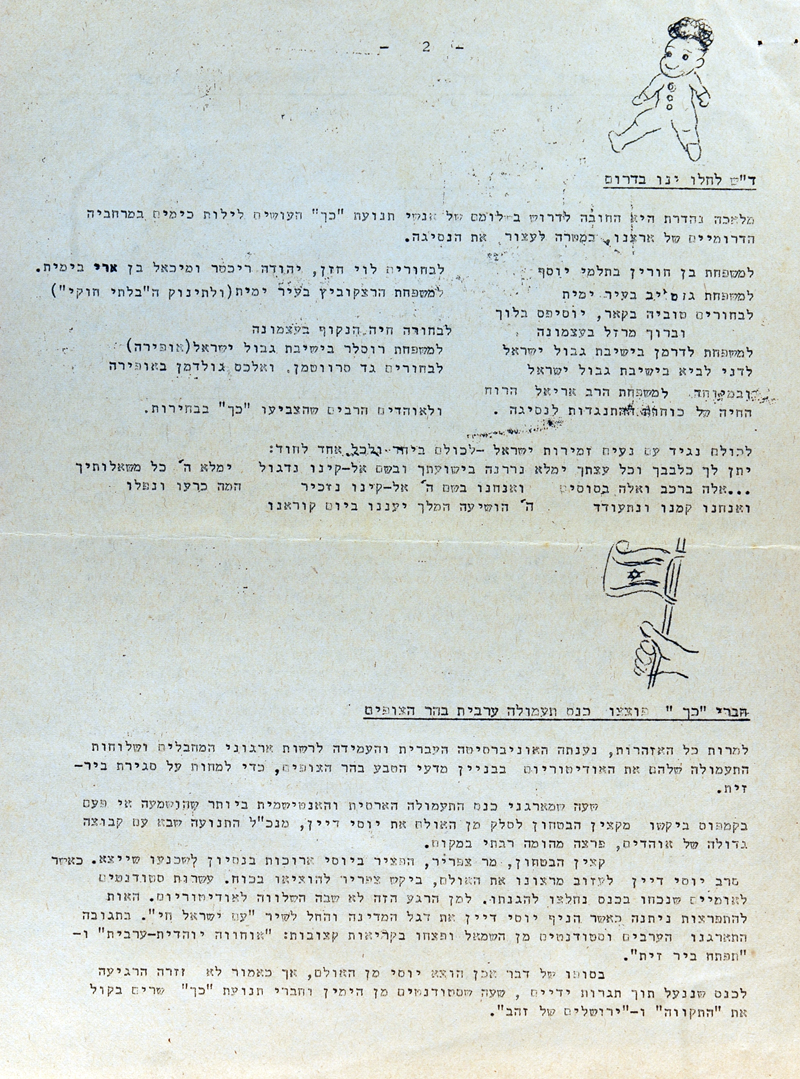 - 2 -
ד"ש לחלו ינו בדרום
מלאכה נהדרת היא החובה לדרוש בשלומם של אנשי תנועת "כך" העושים לילות כימים במרחביה
הדרומיים של ארצנו, במטרה לעצור את הנסיגה.
למשפחת בן חורין בתלמי יוסף לבחורים לוי חזן, יהודה ריכטר ומיכאל בן ארי בימית.
למשפחת גוטליב בעיר ימית למשפחת הרצקוביץ בעיר ימית(ולתינוק ה"בלתי חוקי")
לבחורים טוביה בקאר, יוסיפס בלוך
וברוך מרזל בעצמונה לבחורה חיה הנקוף בעצמונה
למשפחת לדרמן בישיבת גבול ישראל למשפחת רוסלר בישיבת גבול ישראל(אופירה)
לדני לביא בישיבת גבול ישראל לבחורים גד סרווטמן, ואלכס גולדמן באופירה
ובמיוחד למשפחת הרב אריאל הרוח
החיה של כוחות ההתנגדות לנסיגה . ולאוהדים הרבים שהצביעו "כך" בבחירות.
לכולם נגיד עם נעים זמירות ישראל -לכולם ביחד ולכל אחד לחוד:
יתן לך כלבבך וכל עצתך ימלא נרננה בישועתך ובשם אל-קינו נדגול ימלא ה' כל משאלותיך
...אלה ברכב ואלה בסוסים ואנחנו בשם ה' אל-קינו נזכיר המה כרעו ונפלו
ואנחנו קמנו ונתעודד ה' הושיעה המלך יעננו ביום קוראנו
חברי "כך " פוצצו כנס תעמולה ערבית בהר הצופים
למרות כל האזהרות, נענתה האוניברסיטה העברית והעמידה לרשות ארגוני המחבלים ושלוחות
התעמולה שלהם את האודיטוריום בבניין מדעי הטבע בהר הצופים, כדי למחות על סגירת ביר-
זית.
שעה שמארגני כנס התעמולה הארסית והאנטישמית ביותר שהושמעה אי פעם
בקמפוס ביקשו מקצין הבטחון לסלק מן האולם את יוסי דיין, מנכ"ל התנועה שבא עם קבוצה
גדולה של אוהדים, פרצה מהומה רבתי במקום.
קצין הבטחון, מר צפריר, הפציר ביוסי ארוכות בנסיון לשכנעו שייצא. כאשר
סרב יוסי דיין לעזוב מרצונו את האולם, ביקש צפריר להוציאו בכוח. עשרות סטודנטים
לאומיים שנכחו בכנס נחלצו להגנתו. למן הרגע הזה לא שבה השלווה לאודיטוריום. האות
להתפרצות ניתנה כאשר הניף יוסי דיין את דגל המדינה והחל לשיר "עם ישראל חי". בתגובה
התארגנו הערבים וסטודנטים מן השמאל ופצחו בקריאות קצובות: "אוחווה יוהדית-ערבית" ו-
"תפתח ביר זית".
בסופו של דבר אכן הוצא יוסי מן האולם, אך כאמור לא חזרה הרגיעה
לכנס שננעל תוך תגרות ידיים , שעה שסטודנטים מן הימין וחברי תנועת "כך" שרים בקול
את "התקווה" ו-"ירושלים של זהב".